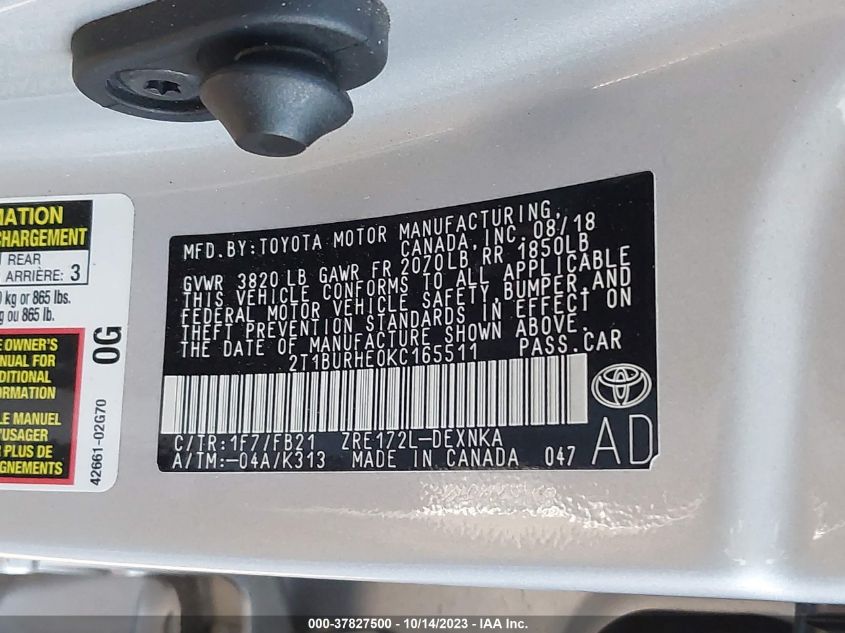 MFD.BY:TOYOTA MOTOR MANUFACTURING,
CANADA,INC. 08/18
GVWR 3820 LB GAWR FR 2070LB RR 1850LB
THIS VEHICLE CONFORMS TO ALL APPLICABLE
FEDERAL MOTOR VEHICLE SAFETY,BUMPER,AND
THEFT PREVENTION STANDARDS IN EFFECT ON
THE DATE OF MANUFACTURE SHOWN ABOVE.
2T1BURHE0KC165511 PASS.CAR
C/TR:1F7/FB21 ZRE172L-DEXNKA
A/TM:-04A/K313 MADE IN CANADA 047
AD
MATION
CHARGEMENT
REAR
ARRIÈRE: 3
kg or 865 lbs.
g ou 865 lb.
OWNER'S
MANUAL FOR
DITIONAL
ORMATION
LE MANUEL
'USAGER
R PLUS DE
IGNEMENTS
0G
42661-02G70
000-37827500 - 10/14/2023 - IAA Inc.